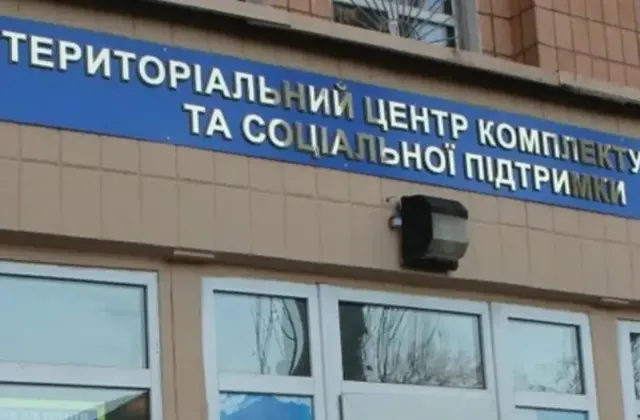 ТЕРИТОРІАЛЬНИЙ ЦЕНТР КОМПЛЕКТУ
ТА СОЦІАЛЬНОЇ ПІДТРИМКИ